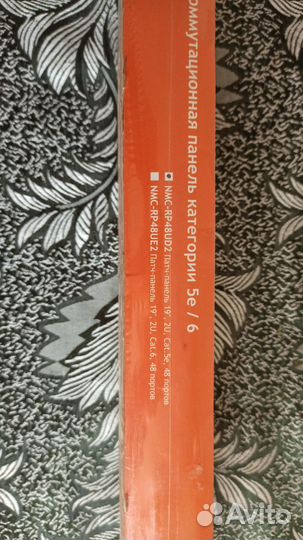 оммутационная панель категории 5e / 6
NMC-RP48UD2 Патч-панель 19", 2U, Cat.5e, 48 портов
NMC-RP48UE2 Патч-панель 19", 2U, Cat.6, 48 портов
Avito